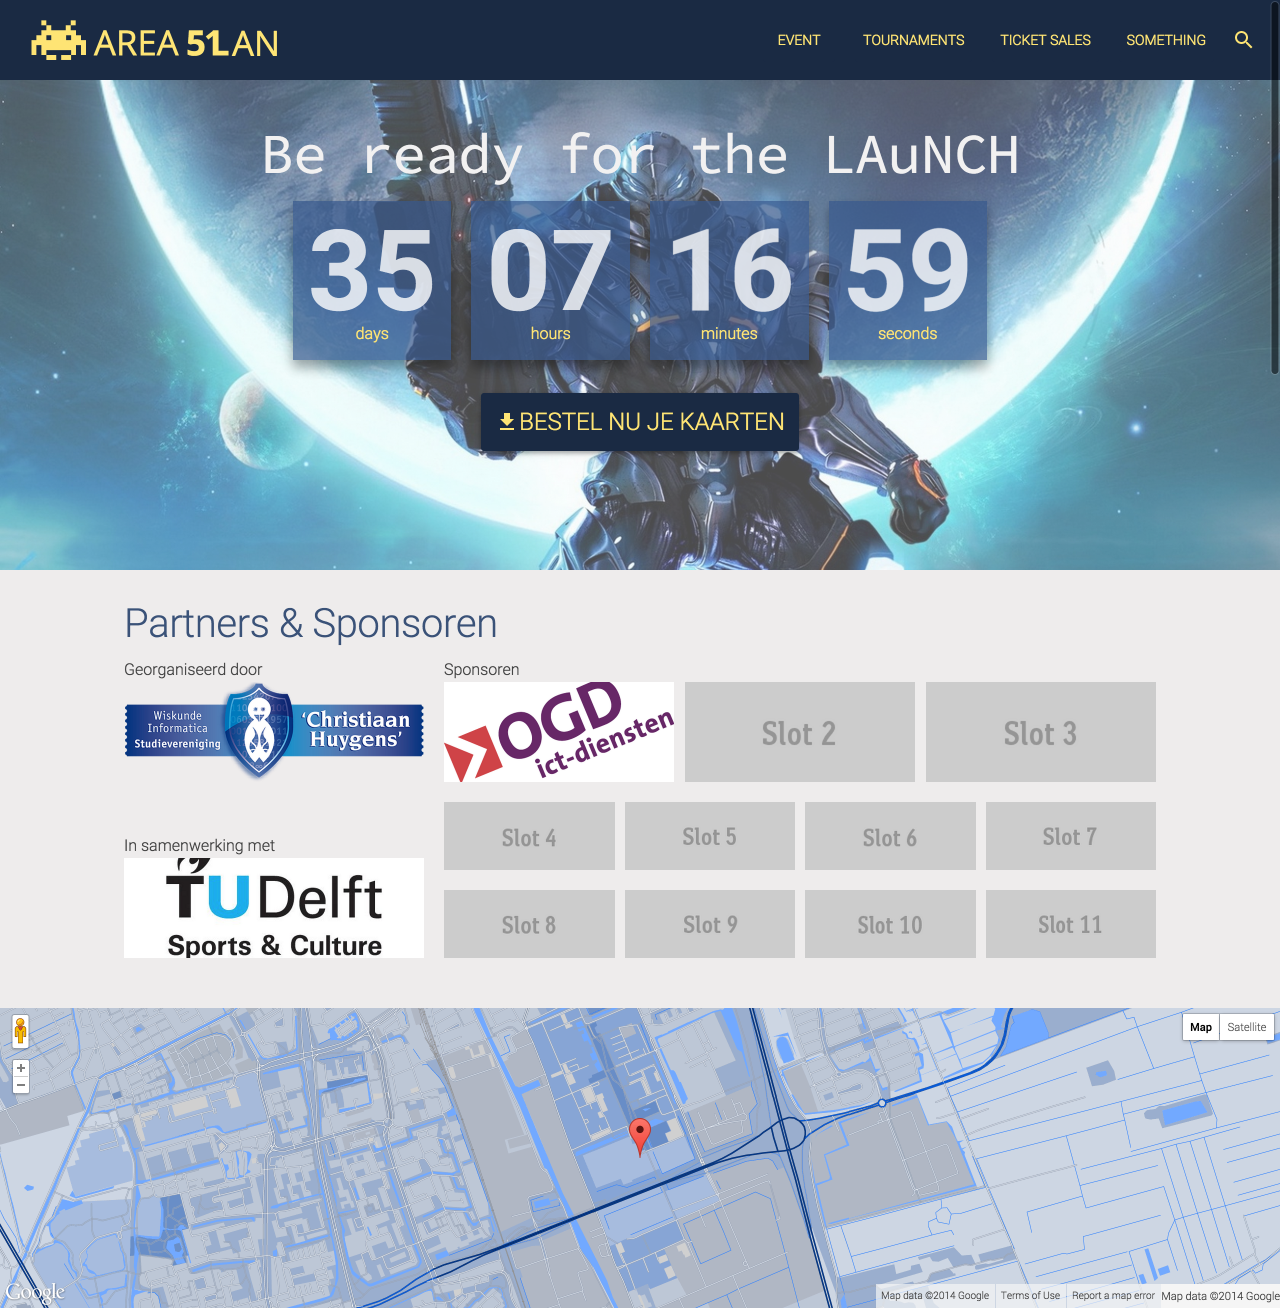 AREA 51LAN
EVENT
TOURNAMENTS
TICKET SALES
SOMETHING
Be ready for the LAuNCH
35
07
16
59
days
hours
minutes
seconds
BESTEL NU JE KAARTEN
Partners & Sponsoren
Georganiseerd door
Wiskunde
Informatica
Studievereniging
'Christiaan
Huygens'
In samenwerking met
TU Delft
Sports & Culture
Sponsoren
OGD
ict-diensten
Slot 2
Slot 3
Slot 4
Slot 5
Slot 6
Slot 7
Slot 8
Slot 9
Slot 10
Slot 11
Map
Satellite
+
−
Google
Map data ©2014 Google
Terms of Use
Report a map error
Map data ©2014 Google